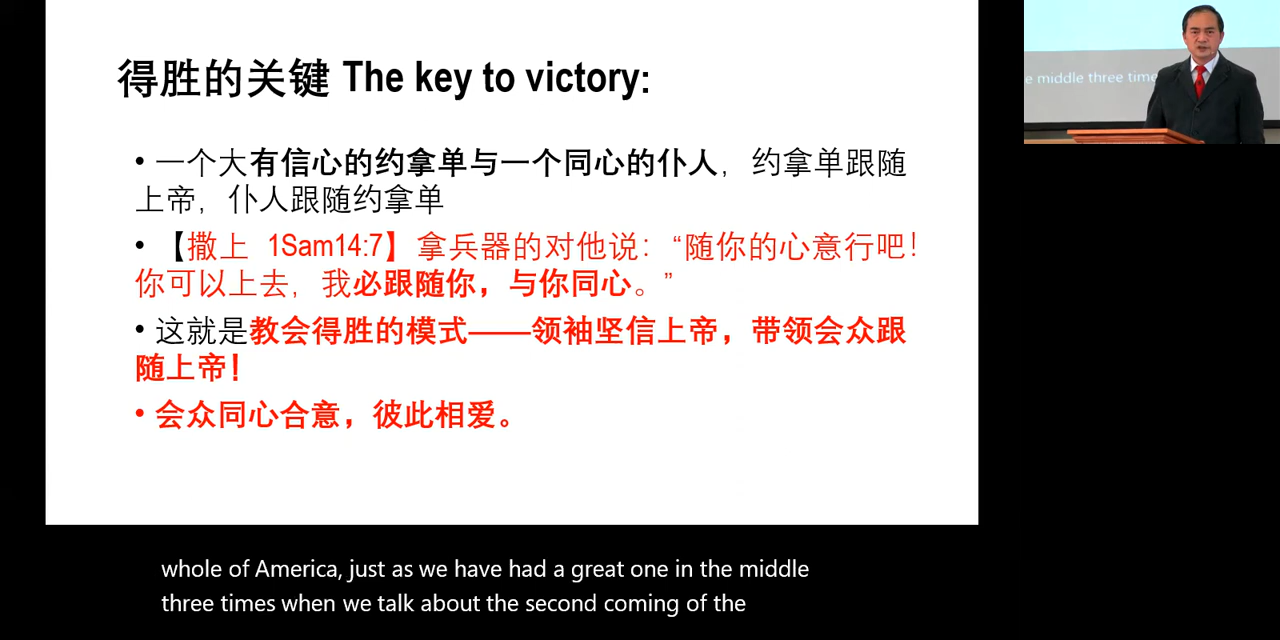 得胜的关键 The key to victory:
• 一个大有信心的约拿单与一个同心的仆人，约拿单跟随
上帝，仆人跟随约拿单
• 【撒上 1Sam14:7】拿兵器的对他说：“随你的心意行吧！
你可以上去，我必跟随你，与你同心。”
• 这就是教会得胜的模式——领袖坚信上帝，带领会众跟
随上帝！
• 会众同心合意，彼此相爱。
e middle three time
whole of America, just as we have had a great one in the middle
three times when we talk about the second coming of the